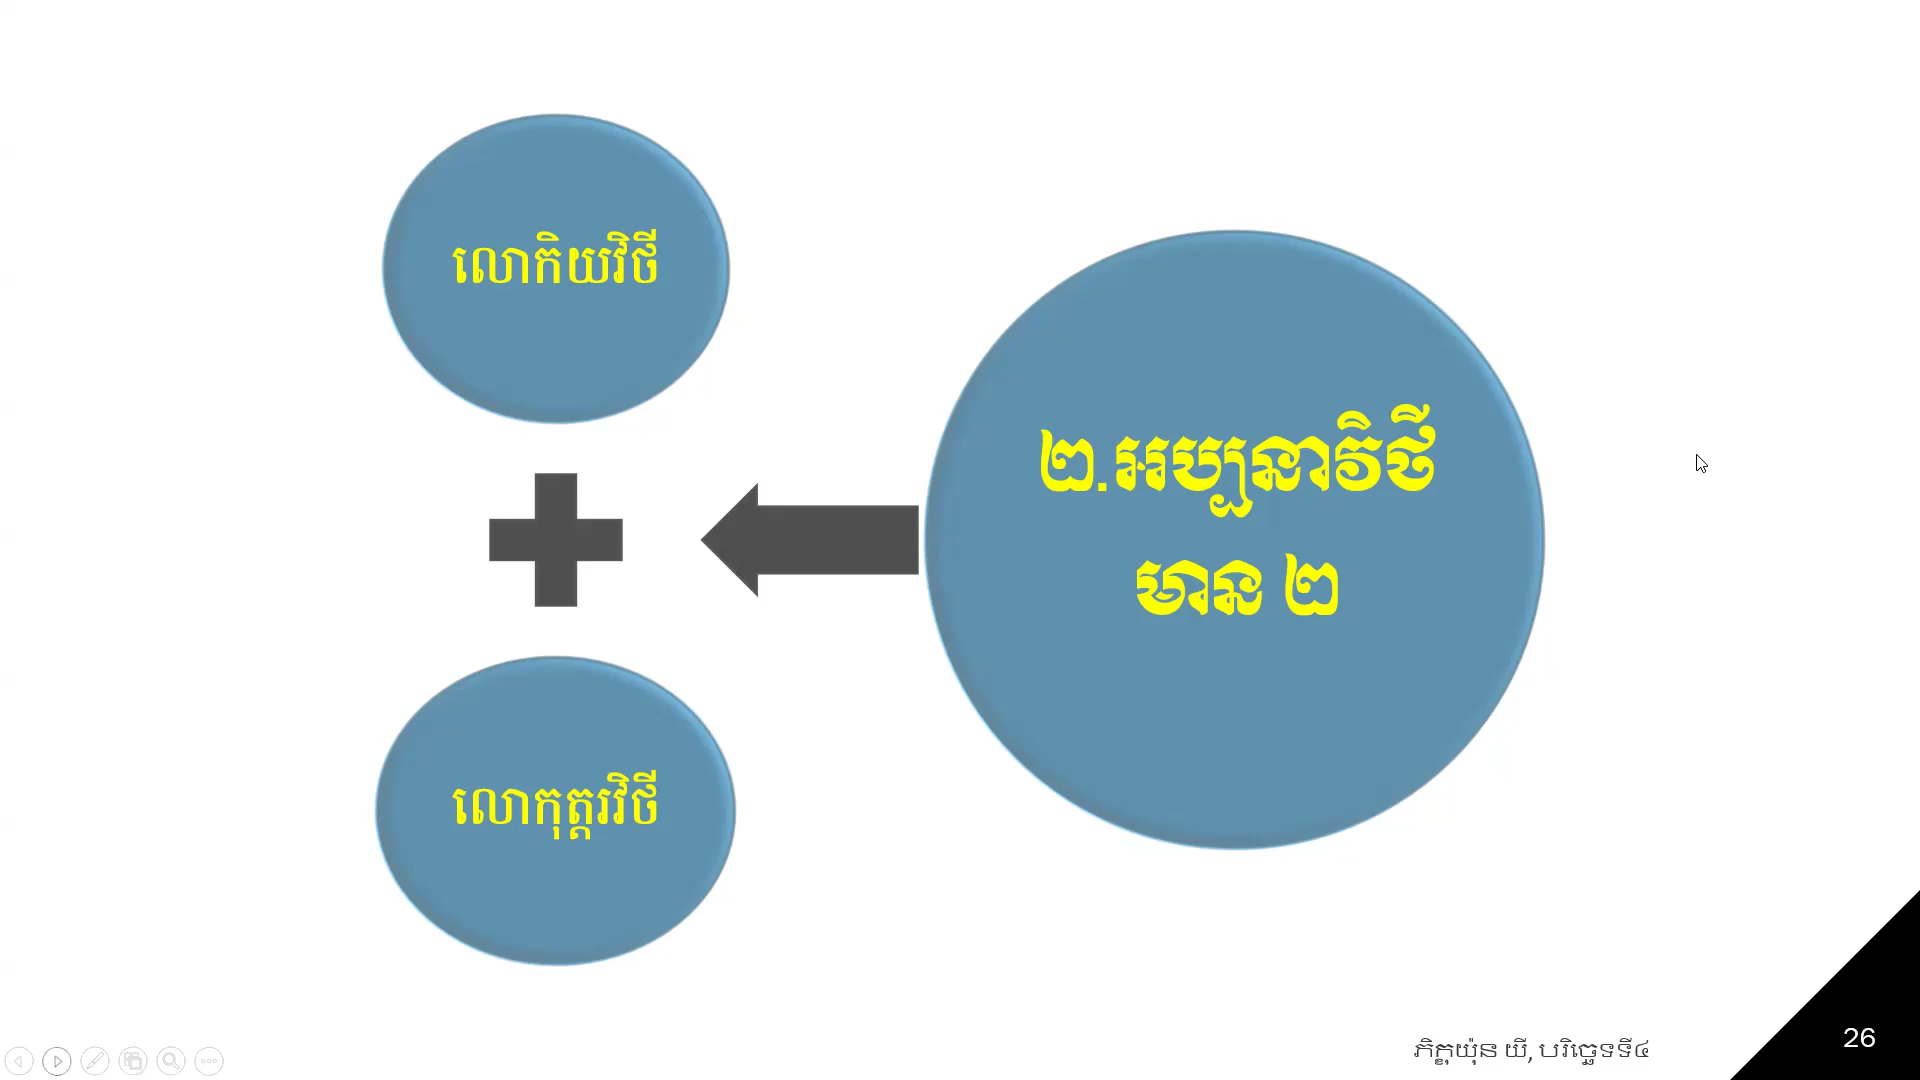 លោកិយវិថី
២.អប្បនាវិថី
មាន ២
លោកុត្តរវិថី
ភិក្ខុយ៉ុន យី, បរិច្ឆេទទី៤
26